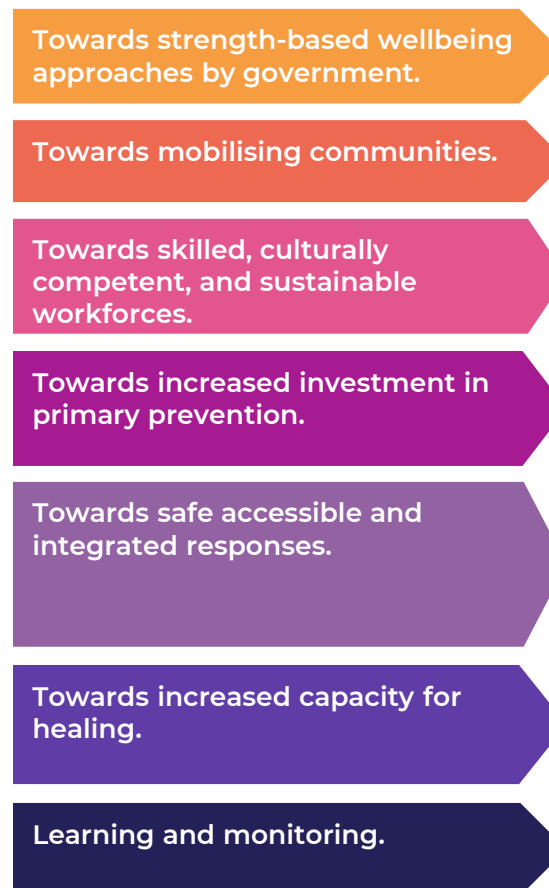 Towards strength-based wellbeing
approaches by government.
Towards mobilising communities.
Towards skilled, culturally
competent, and sustainable
workforces.
Towards increased investment in
primary prevention.
Towards safe accessible and
integrated responses.
Towards increased capacity for
healing.
Learning and monitoring.